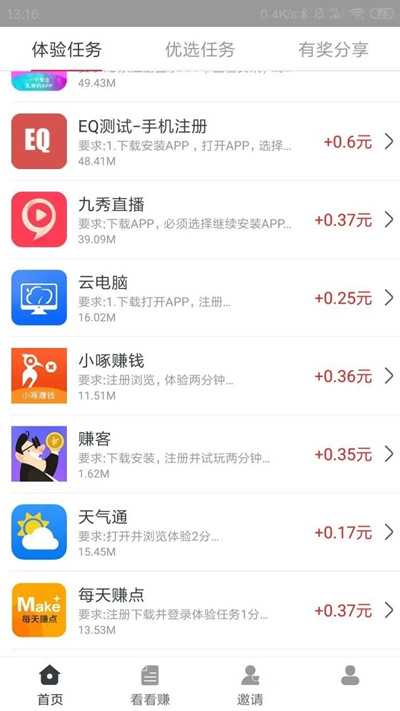 13:16
0.4K/s
体验任务
优选任务
有奖分享
一个专注
49.43M
EQ
EQ测试-手机注册
要求:1.下载安装APP，打开APP，选择...
48.41M
+0.6元
九秀直播
要求:下载APP，必须选择继续安装APP...
39.09M
+0.37元
云电脑
要求:1.下载打开APP，注册...
16.02M
+0.25元
小啄赚钱
小啄赚钱
要求:注册浏览，体验两分钟...
11.51M
+0.36元
赚客
要求:下载安装，注册并试玩两分钟...
1.62M
+0.35元
天气通
要求:打开并浏览体验2分...
15.45M
+0.17元
Make+
每天赚点
每天赚点
要求:注册下载并登录体验任务1分...
13.53M
+0.37元
首页
看看赚
邀请